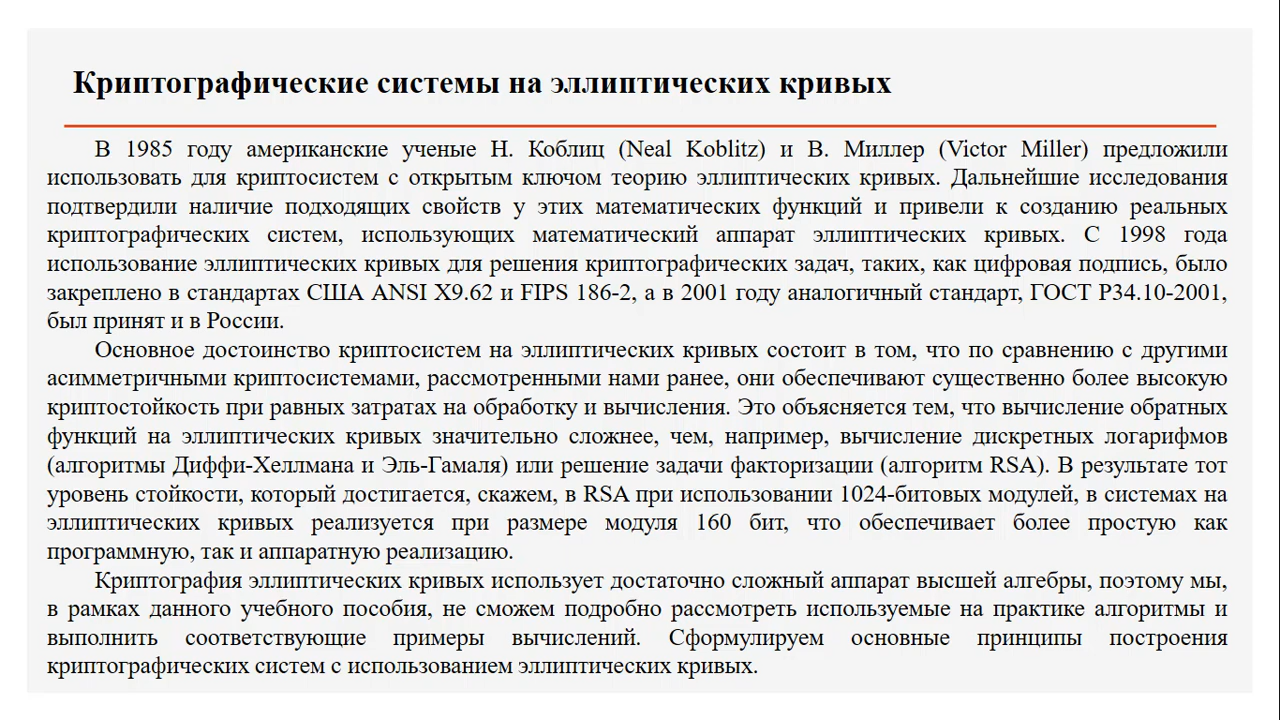 Криптографические системы на эллиптических кривых
В 1985 году американские ученые Н. Коблиц (Neal Koblitz) и В. Миллер (Victor Miller) предложили
использовать для криптосистем с открытым ключом теорию эллиптических кривых. Дальнейшие исследования
подтвердили наличие подходящих свойств у этих математических функций и привели к созданию реальных
криптографических систем, использующих математический аппарат эллиптических кривых. С 1998 года
использование эллиптических кривых для решения криптографических задач, таких, как цифровая подпись, было
закреплено в стандартах США ANSI X9.62 и FIPS 186-2, а в 2001 году аналогичный стандарт, ГОСТ Р34.10-2001,
был принят и в России.
Основное достоинство криптосистем на эллиптических кривых состоит в том, что по сравнению с другими
асимметричными криптосистемами, рассмотренными нами ранее, они обеспечивают существенно более высокую
криптостойкость при равных затратах на обработку и вычисления. Это объясняется тем, что вычисление обратных
функций на эллиптических кривых значительно сложнее, чем, например, вычисление дискретных логарифмов
(алгоритмы Диффи-Хеллмана и Эль-Гамаля) или решение задачи факторизации (алгоритм RSA). В результате тот
уровень стойкости, который достигается, скажем, в RSA при использовании 1024-битовых модулей, в системах на
эллиптических кривых реализуется при размере модуля 160 бит, что обеспечивает более простую как
программную, так и аппаратную реализацию.
Криптография эллиптических кривых использует достаточно сложный аппарат высшей алгебры, поэтому мы,
в рамках данного учебного пособия, не сможем подробно рассмотреть используемые на практике алгоритмы и
выполнить соответствующие примеры вычислений. Сформулируем основные принципы построения
криптографических систем с использованием эллиптических кривых.